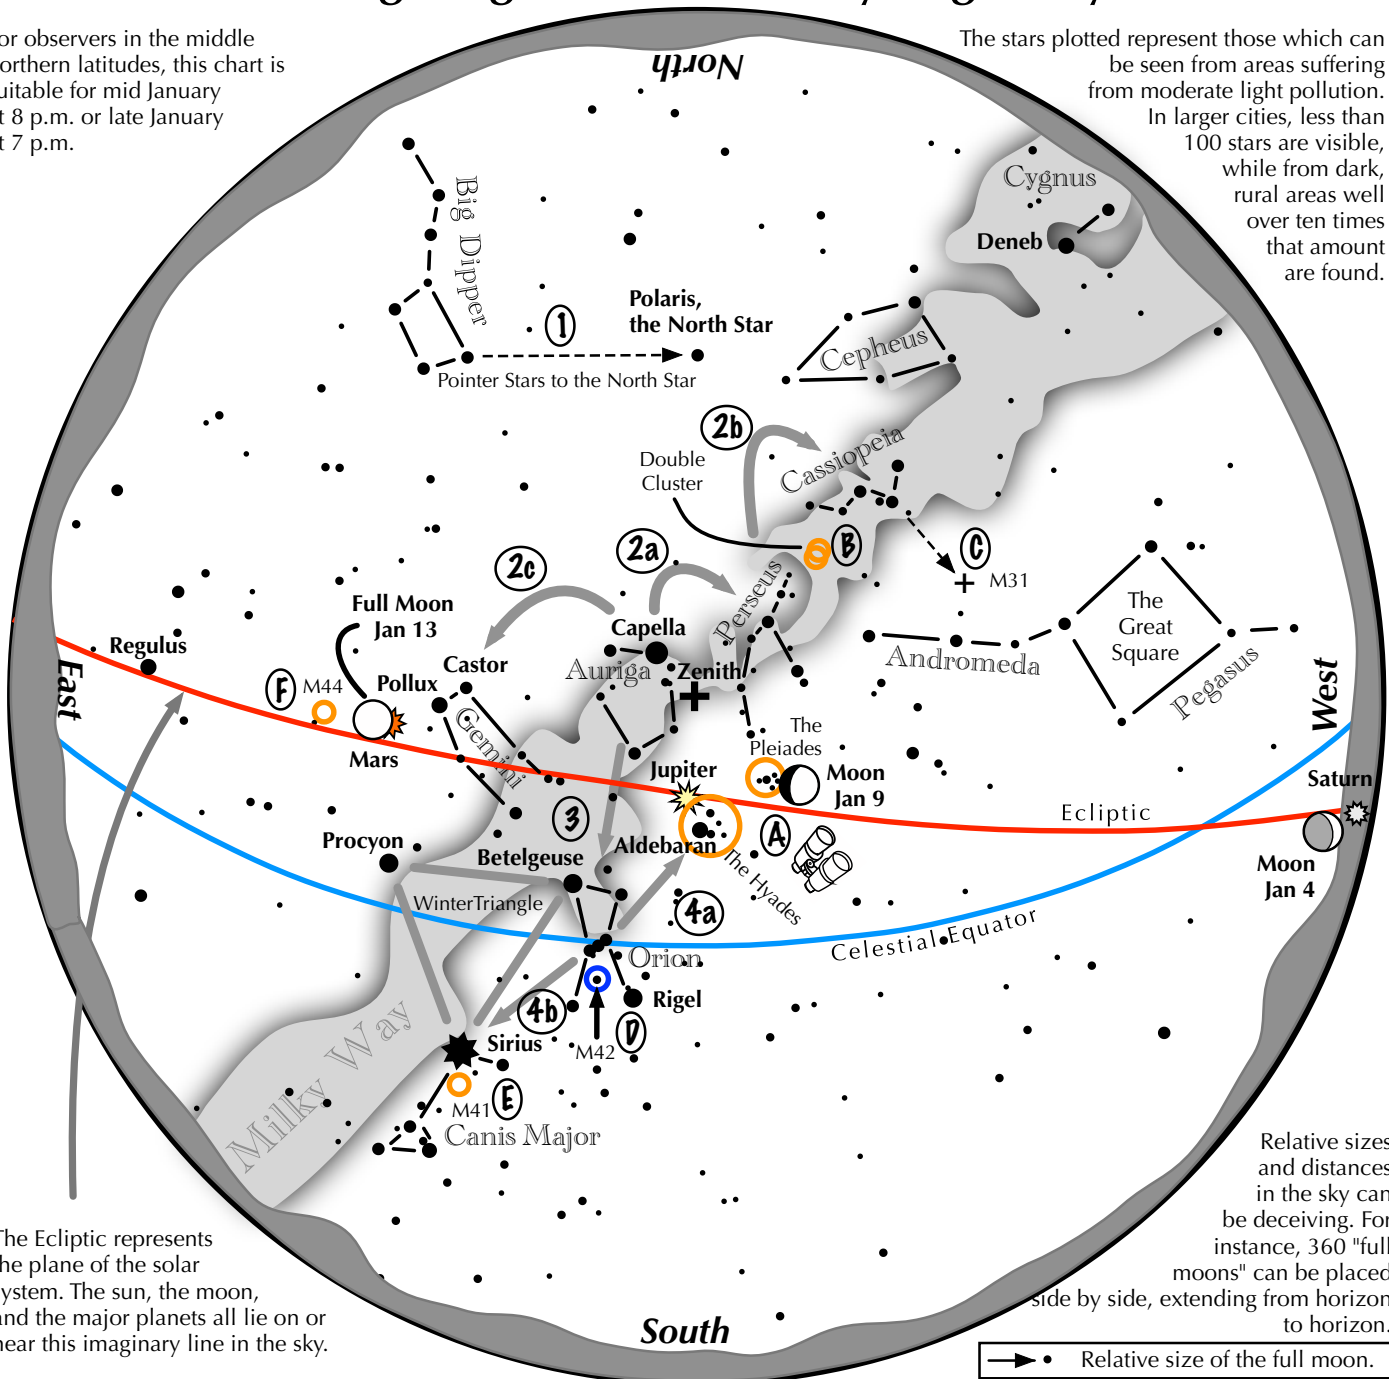 or observers in the middle
orthern latitudes, this chart is
uitable for mid January
t 8 p.m. or late January
t 7 p.m.
The stars plotted represent those which can
be seen from areas suffering
from moderate light pollution.
In larger cities, less than
100 stars are visible,
while from dark,
rural areas well
over ten times
that amount
are found.
North
Cygnus
Deneb
Big Dipper
1
Polaris,
the North Star
Pointer Stars to the North Star
Cepheus
2b
Cassiopeia
Double
Cluster
B
C
M31
2a
2c
Perseus
The
Great
Square
Pegasus
Andromeda
Full Moon
Jan 13
Capella
Auriga
Zenith
Regulus
Castor
East
F
M44
Pollux
Gemini
Mars
West
The
Pleiades
Jupiter
Moon
Jan 9
Saturn
Ecliptic
3
A
Procyon
Betelgeuse
Aldebaran
The Hyades
Moon
Jan 4
WinterTriangle
4a
Celestial Equator
Orion
4b
Rigel
D
Sirius
M42
Milky Way
M41
E
Canis Major
The Ecliptic represents
he plane of the solar
ystem. The sun, the moon,
and the major planets all lie on or
near this imaginary line in the sky.
South
Relative sizes
and distances
in the sky can
be deceiving. For
instance, 360 "full
moons" can be placed
side by side, extending from horizon
to horizon.
Relative size of the full moon.